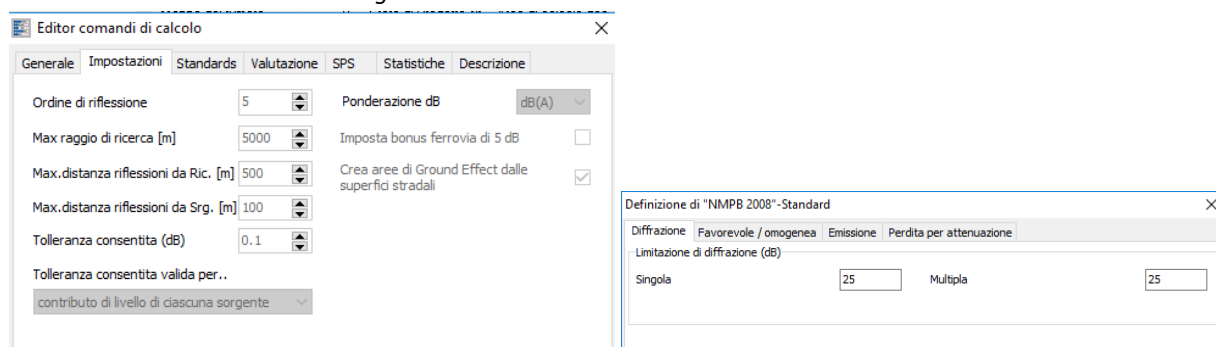 Editor comandi di calcolo
Generale Impostazioni Standards Valutazione SPS Statistiche Descrizione
Ordine di riflessione 5 Ponderazione dB dB(A)
Max raggio di ricerca [m] 5000 Imposta bonus ferrovia di 5 dB
Max.distanza riflessioni da Ric. [m] 500 Crea aree di Ground Effect dalle
superfici stradali
Max.distanza riflessioni da Srg. [m] 100
Tolleranza consentita (dB) 0.1
Tolleranza consentita valida per..
contributo di livello di ciascuna sorgente
Definizione di "NMPB 2008"-Standard
Diffrazione Favorevole / omogenea Emissione Perdita per attenuazione
Limitazione di diffrazione (dB)
Singola 25 Multipla 25